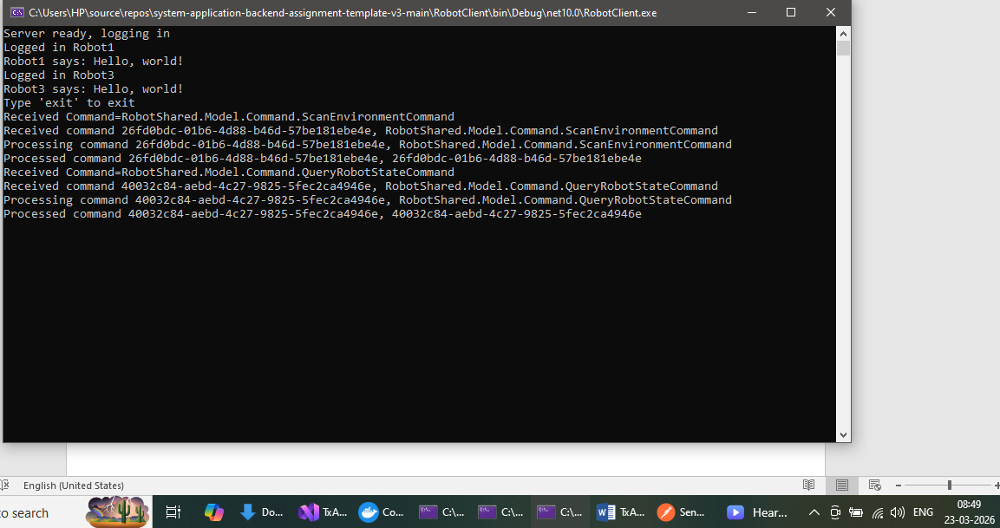 C:\Users\HP\source\repos\system-application-backend-assignment-template-v3-main\RobotClient\bin\Debug\net10.0\RobotClient.exe
Server ready, logging in
Logged in Robot1
Robot1 says: Hello, world!
Logged in Robot3
Robot3 says: Hello, world!
Type 'exit' to exit
Received Command=RobotShared.Model.Command.ScanEnvironmentCommand
Received command 26fd0bdc-01b6-4d88-b46d-57be181ebe4e, RobotShared.Model.Command.ScanEnvironmentCommand
Processing command 26fd0bdc-01b6-4d88-b46d-57be181ebe4e, RobotShared.Model.Command.ScanEnvironmentCommand
Processed command 26fd0bdc-01b6-4d88-b46d-57be181ebe4e, 26fd0bdc-01b6-4d88-b46d-57be181ebe4e
Received Command=RobotShared.Model.Command.QueryRobotStateCommand
Received command 40032c84-aebd-4c27-9825-5fec2ca4946e, RobotShared.Model.Command.QueryRobotStateCommand
Processing command 40032c84-aebd-4c27-9825-5fec2ca4946e, RobotShared.Model.Command.QueryRobotStateCommand
Processed command 40032c84-aebd-4c27-9825-5fec2ca4946e, 40032c84-aebd-4c27-9825-5fec2ca4946e
English (United States)
to search Do... TxA... Co... C:\... C:\... C:\... TxA... Sen... Hear... ENG
08:49
23-03-2026